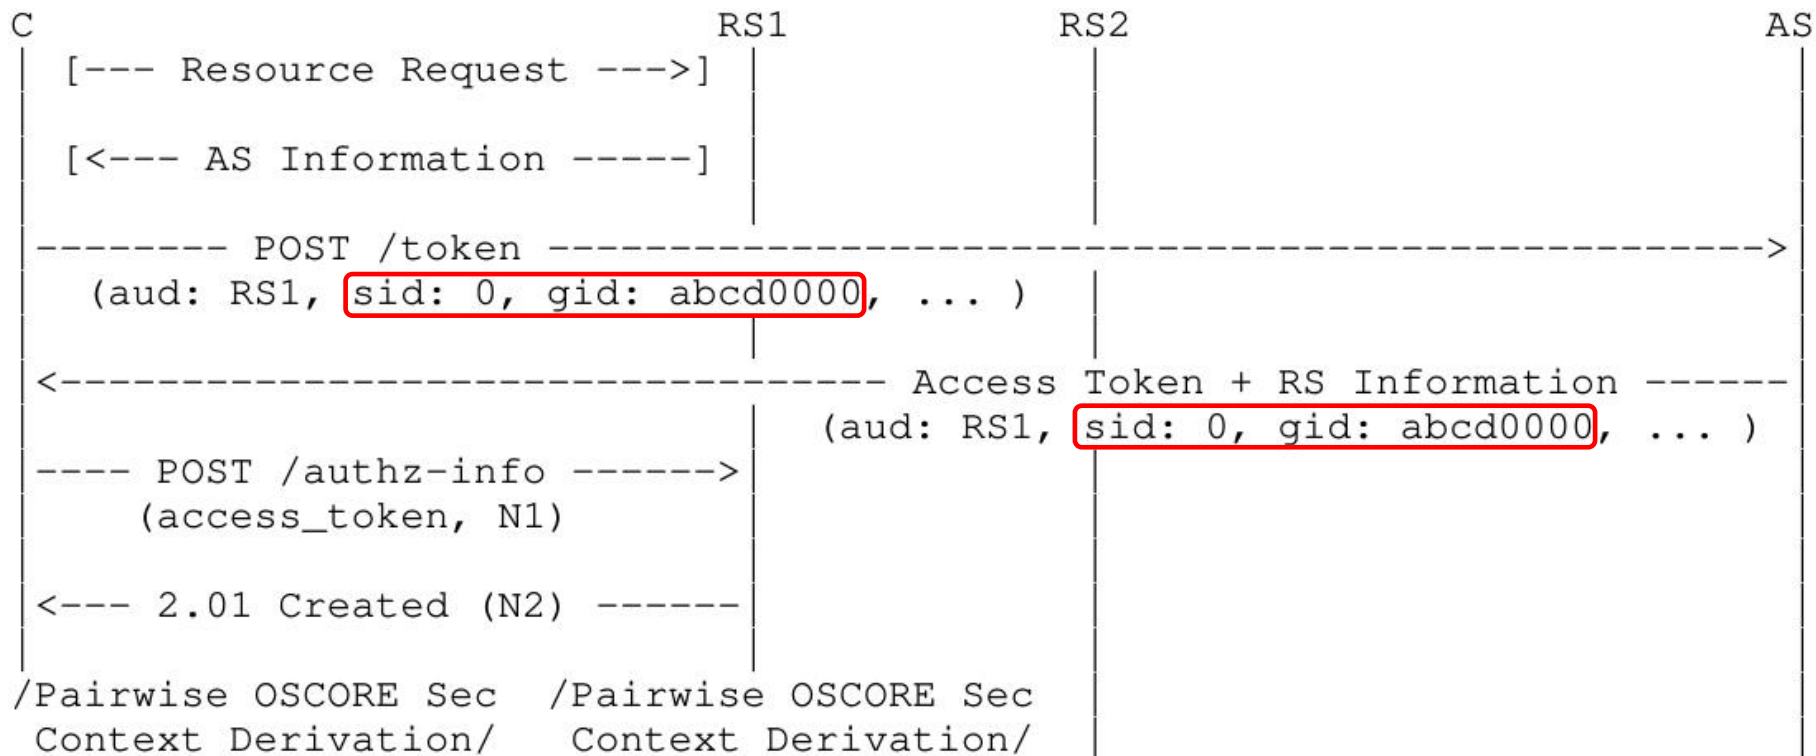 C RS1 RS2 AS
[--- Resource Request --->]
[<--- AS Information -----]
-------- POST /token -------------------------------------------------->
(aud: RS1, sid: 0, gid: abcd0000, ... )
<---------------------------------- Access Token + RS Information ------
(aud: RS1, sid: 0, gid: abcd0000, ... )
---- POST /authz-info ------>
(access_token, N1)
<--- 2.01 Created (N2) ------
/Pairwise OSCORE Sec /Pairwise OSCORE Sec
Context Derivation/ Context Derivation/